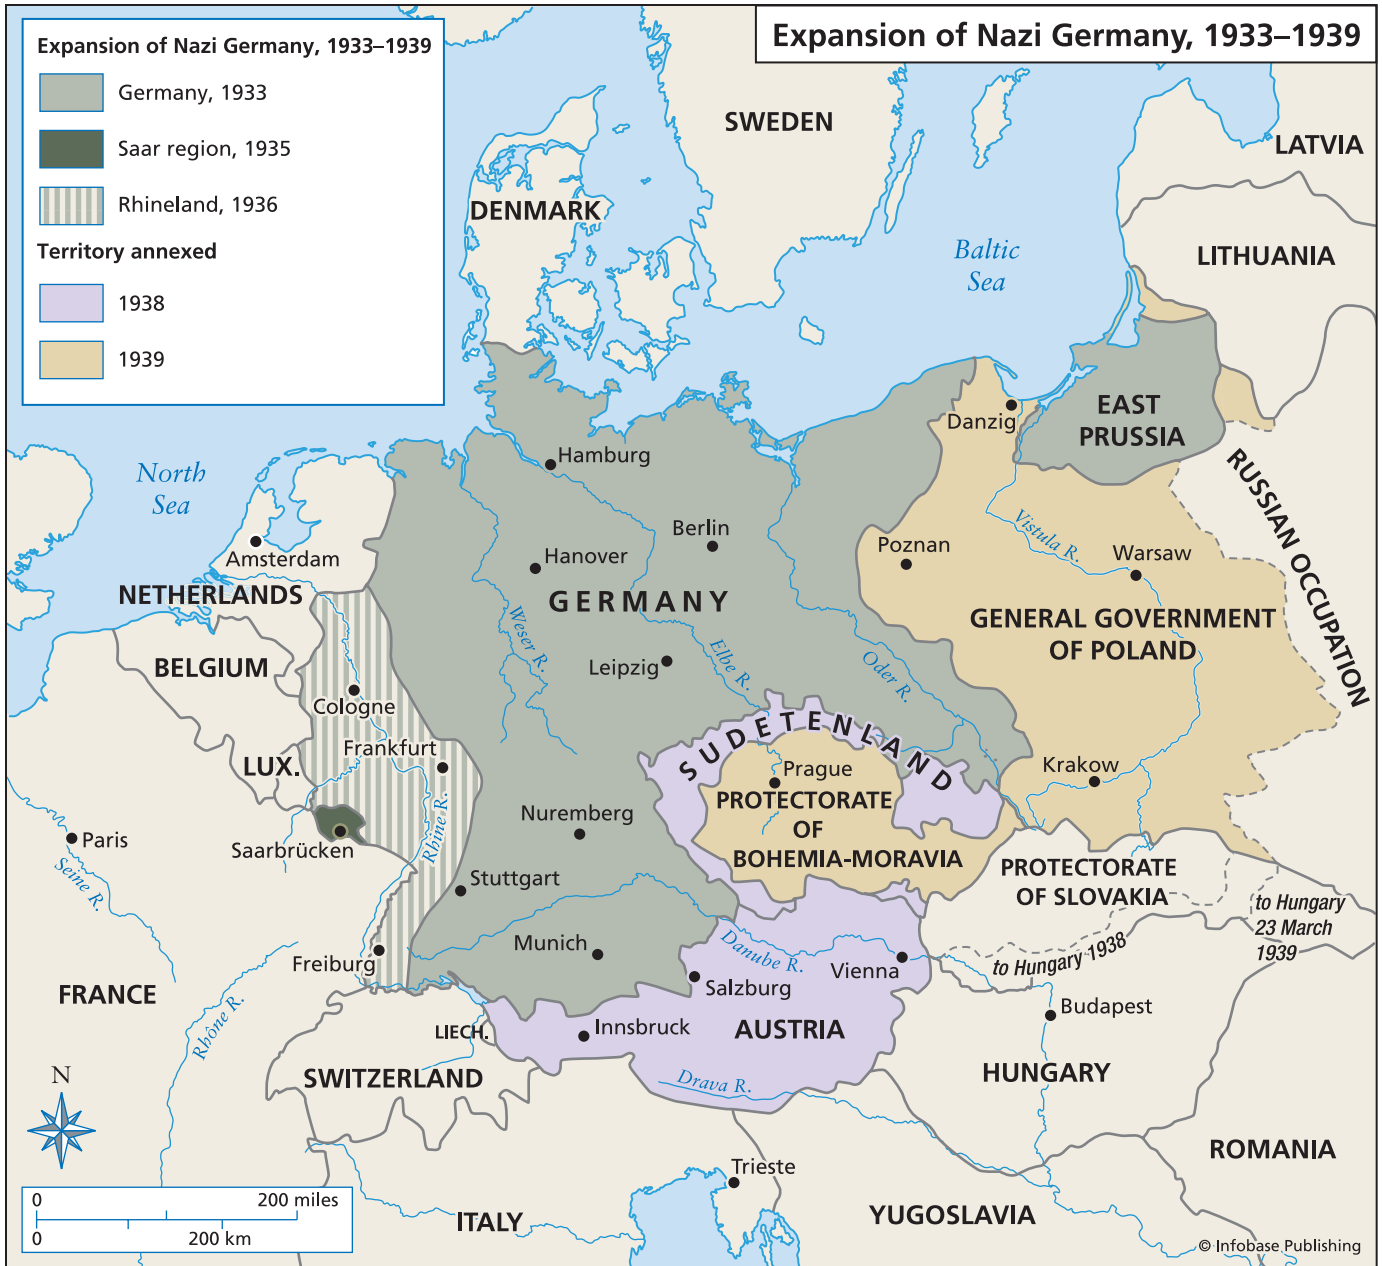 Expansion of Nazi Germany, 1933–1939
Expansion of Nazi Germany, 1933–1939
Germany, 1933
Saar region, 1935
Rhineland, 1936
Territory annexed
1938
1939
SWEDEN
LATVIA
DENMARK
LITHUANIA
Baltic
Sea
EAST
PRUSSIA
Danzig
North
Sea
Hamburg
RUSSIAN OCCUPATION
Amsterdam
Berlin
Hanover
Poznan
Vistula R.
Warsaw
NETHERLANDS
GERMANY
Weser R.
GENERAL GOVERNMENT
OF POLAND
BELGIUM
Leipzig
Elbe R.
Oder R.
Cologne
Frankfurt
LUX.
SUDETENLAND
Prague
Krakow
PROTECTORATE
OF
BOHEMIA-MORAVIA
Nuremberg
Rhine R.
Paris
Saarbrücken
Seine R.
Stuttgart
PROTECTORATE
OF SLOVAKIA
to Hungary
23 March
1939
to Hungary 1938
Munich
Danube R.
Vienna
Freiburg
Salzburg
FRANCE
Rhône R.
Budapest
LIECH.
Innsbruck
AUSTRIA
SWITZERLAND
Drava R.
HUNGARY
N
ROMANIA
Trieste
ITALY
YUGOSLAVIA
0 200 miles
0 200 km
© Infobase Publishing